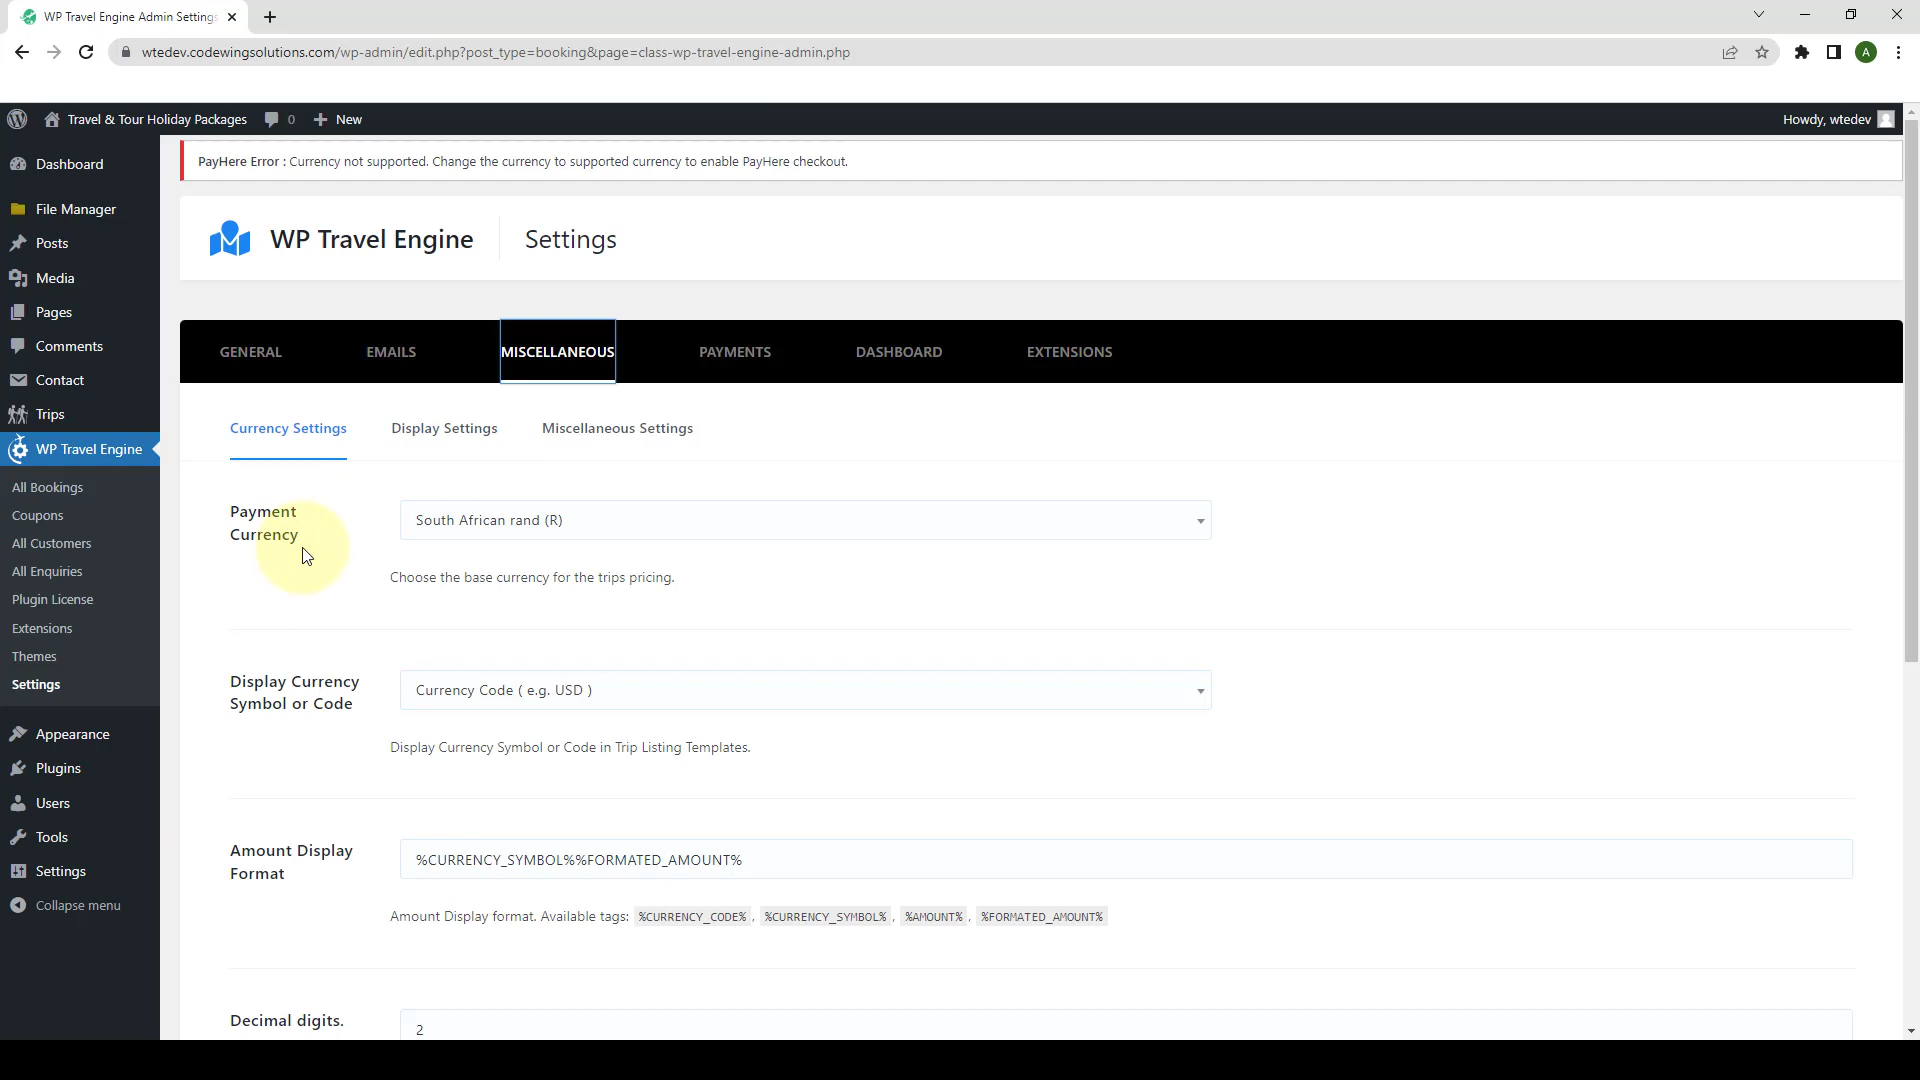 WP Travel Engine Admin Settings
wtedev.codewingsolutions.com/wp-admin/edit.php?post_type=booking&page=class-wp-travel-engine-admin.php
A
Travel & Tour Holiday Packages
0
New
Howdy, wtedev
Dashboard
File Manager
Posts
Media
Pages
Comments
Contact
Trips
WP Travel Engine
All Bookings
Coupons
All Customers
All Enquiries
Plugin License
Extensions
Themes
Settings
Appearance
Plugins
Users
Tools
Settings
Collapse menu
PayHere Error : Currency not supported. Change the currency to supported currency to enable PayHere checkout.
WP Travel Engine
Settings
GENERAL
EMAILS
MISCELLANEOUS
PAYMENTS
DASHBOARD
EXTENSIONS
Currency Settings
Display Settings
Miscellaneous Settings
Payment
Currency
South African rand (R)
Choose the base currency for the trips pricing.
Display Currency
Symbol or Code
Currency Code ( e.g. USD )
Display Currency Symbol or Code in Trip Listing Templates.
Amount Display
Format
%CURRENCY_SYMBOL%%FORMATED_AMOUNT%
Amount Display format. Available tags: %CURRENCY_CODE%, %CURRENCY_SYMBOL%, %AMOUNT%, %FORMATED_AMOUNT%
Decimal digits.
2